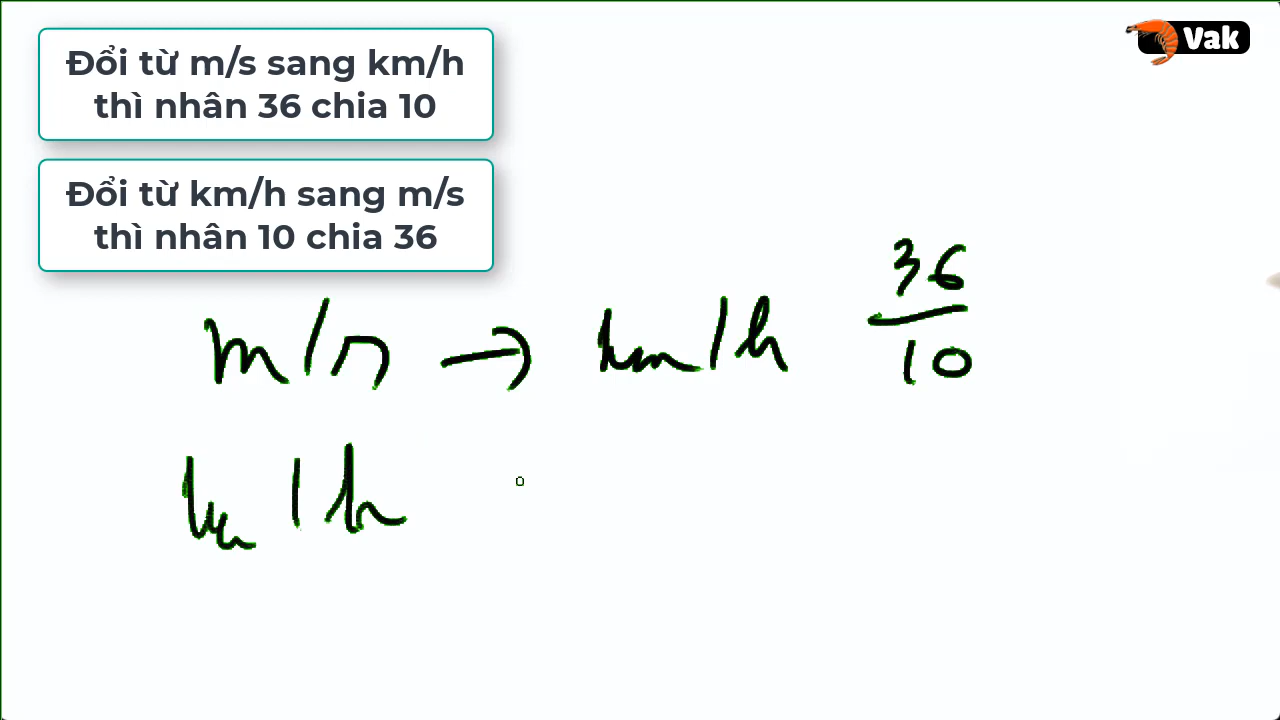 Đổi từ m/s sang km/h
thì nhân 36 chia 10
Đổi từ km/h sang m/s
thì nhân 10 chia 36
Vak
m/s → km/h 36/10
km/h